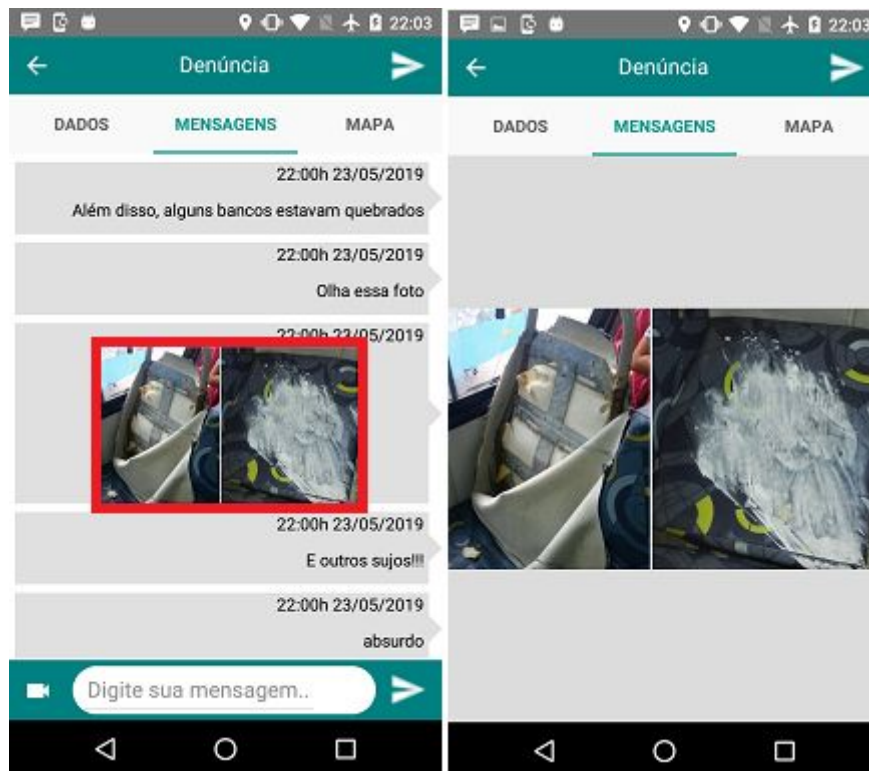 22:03
Denúncia
DADOS MENSAGENS MAPA
22:00h 23/05/2019
Além disso, alguns bancos estavam quebrados
22:00h 23/05/2019
Olha essa foto
22:00h 23/05/2019
22:00h 23/05/2019
E outros sujos!!!
22:00h 23/05/2019
absurdo
Digite sua mensagem..
22:03
Denúncia
DADOS MENSAGENS MAPA